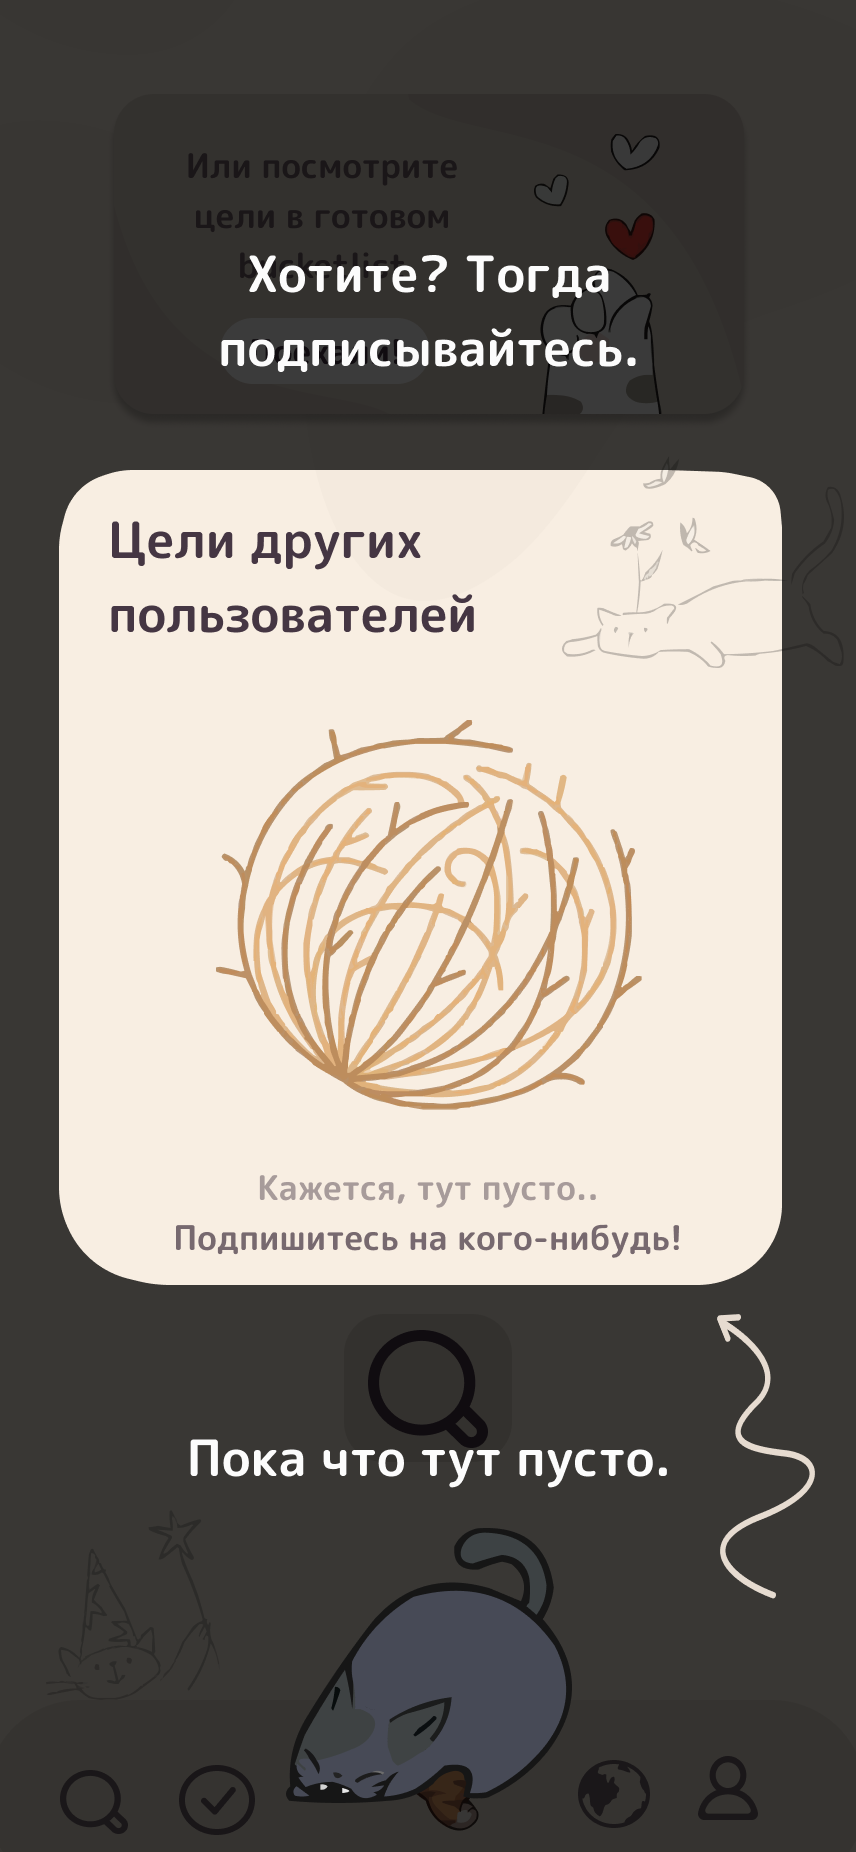 Или посмотрите
цели в готовом
bucketlist
Хотите? Тогда
подписывайтесь.
Цели других
пользователей
Кажется, тут пусто..
Подпишитесь на кого-нибудь!
Пока что тут пусто.